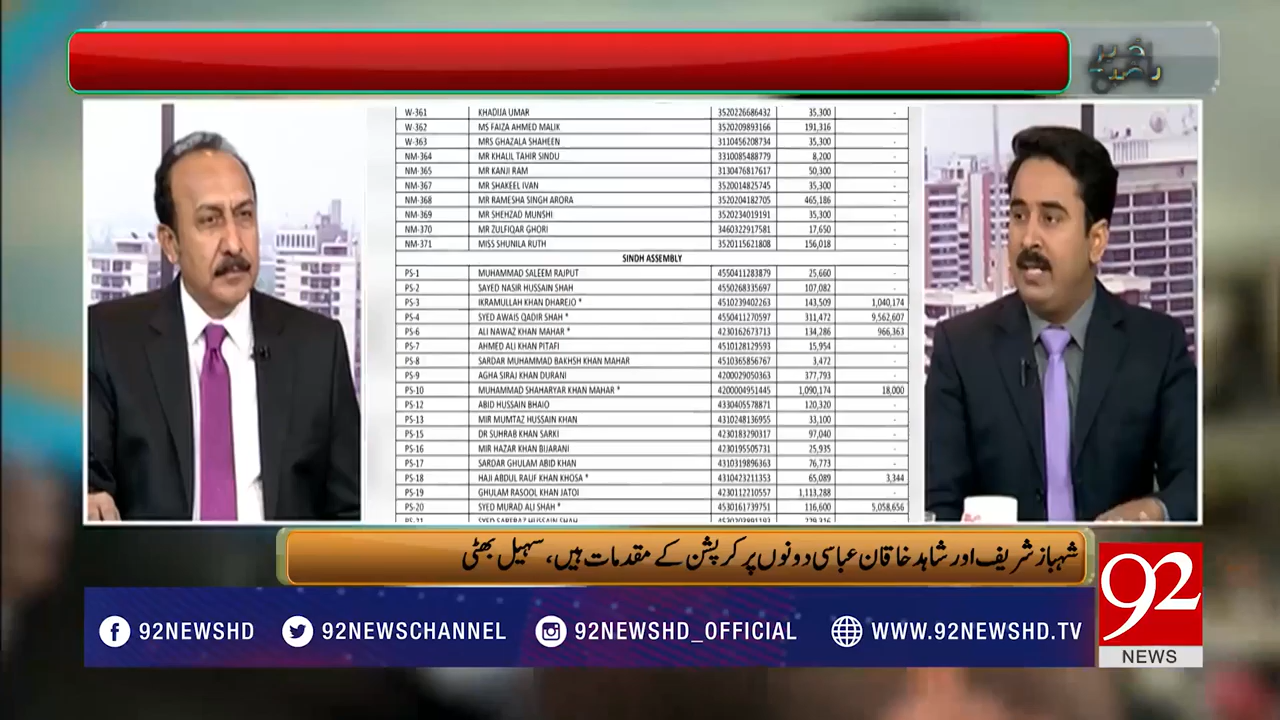 W-361 KHADIJA UMAR 3520226686432 35,300 -
W-362 MS FAIZA AHMED MALIK 3520209893166 191,316 -
W-363 MRS GHAZALA SHAHEEN 3110456208734 35,300 -
NM-364 MR KHALIL TAHIR SINDU 3310085488779 8,200 -
NM-365 MR KANJI RAM 3130476817617 50,300 -
NM-367 MR SHAKEEL IVAN 3520014825745 35,300 -
NM-368 MR RAMESHA SINGH ARORA 3520204182705 465,186 -
NM-369 MR SHEHZAD MUNSHI 3520234019191 35,300 -
NM-370 MR ZULFIQAR GHORI 3460322917581 17,650 -
NM-371 MISS SHUNILA RUTH 3520115621808 156,018 -
SINDH ASSEMBLY
PS-1 MUHAMMAD SALEEM RAJPUT 4550411283879 25,660 -
PS-2 SAYED NASIR HUSSAIN SHAH 4550268335697 107,082 -
PS-3 IKRAMULLAH KHAN DHAREJO * 4510239402263 143,509 1,040,174
PS-4 SYED AWAIS QADIR SHAH * 4550411270597 311,472 9,562,607
PS-6 ALI NAWAZ KHAN MAHAR * 4230162673713 134,286 966,363
PS-7 AHMED ALI KHAN PITAFI 4510128129593 15,954 -
PS-8 SARDAR MUHAMMAD BAKHSH KHAN MAHAR 4510365856767 3,472 -
PS-9 AGHA SIRAJ KHAN DURANI 4200029050363 377,793 -
PS-10 MUHAMMAD SHAHARYAR KHAN MAHAR * 4200004951445 1,090,174 18,000
PS-12 ABID HUSSAIN BHAIO 4330405578871 120,320 -
PS-13 MIR MUMTAZ HUSSAIN KHAN 4310248136955 33,100 -
PS-15 DR SUHRAB KHAN SARKI 4230183290317 97,040 -
PS-16 MIR HAZAR KHAN BIJARANI 4230195505731 25,935 -
PS-17 SARDAR GHULAM ABID KHAN 4310319896363 76,773 -
PS-18 HAJI ABDUL RAUF KHAN KHOSA * 4310423211353 65,089 3,344
PS-19 GHULAM RASOOL KHAN JATOI 4230112210557 1,113,288 -
PS-20 SYED MURAD ALI SHAH * 4530161739751 116,600 5,058,656
شہباز شریف اور شاہد خاقان عباسی دونوں پر کرپشن کے مقدمات ہیں، سہیل بھٹی
92NEWSHD 92NEWSCHANNEL 92NEWSHD_OFFICIAL WWW.92NEWSHD.TV
92
NEWS